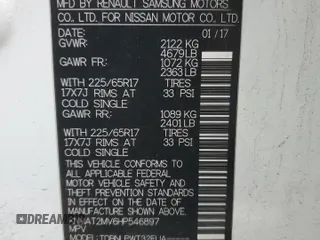 MFD BY RENAULT SAMSUNG MOTORS
CO., LTD. FOR NISSAN MOTOR CO., LTD.
DATE: 01/17
GVWR: 2122 KG
4679LB
GAWR FR: 1072 KG
2363LB
WITH 225/65R17 TIRES
17X7J RIMS AT 33 PSI
COLD SINGLE
GAWR RR: 1089 KG
2401LB
WITH 225/65R17 TIRES
17X7J RIMS AT 33 PSI
COLD SINGLE
THIS VEHICLE CONFORMS TO ALL
APPLICABLE FEDERAL MOTOR VEHICLE
SAFETY AND THEFT PREVENTION
STANDARDS IN EFFECT ON THE DATE OF
MANUFACTURE SHOWN ABOVE.
AT2MV6HP546897
MPV
MODEL: